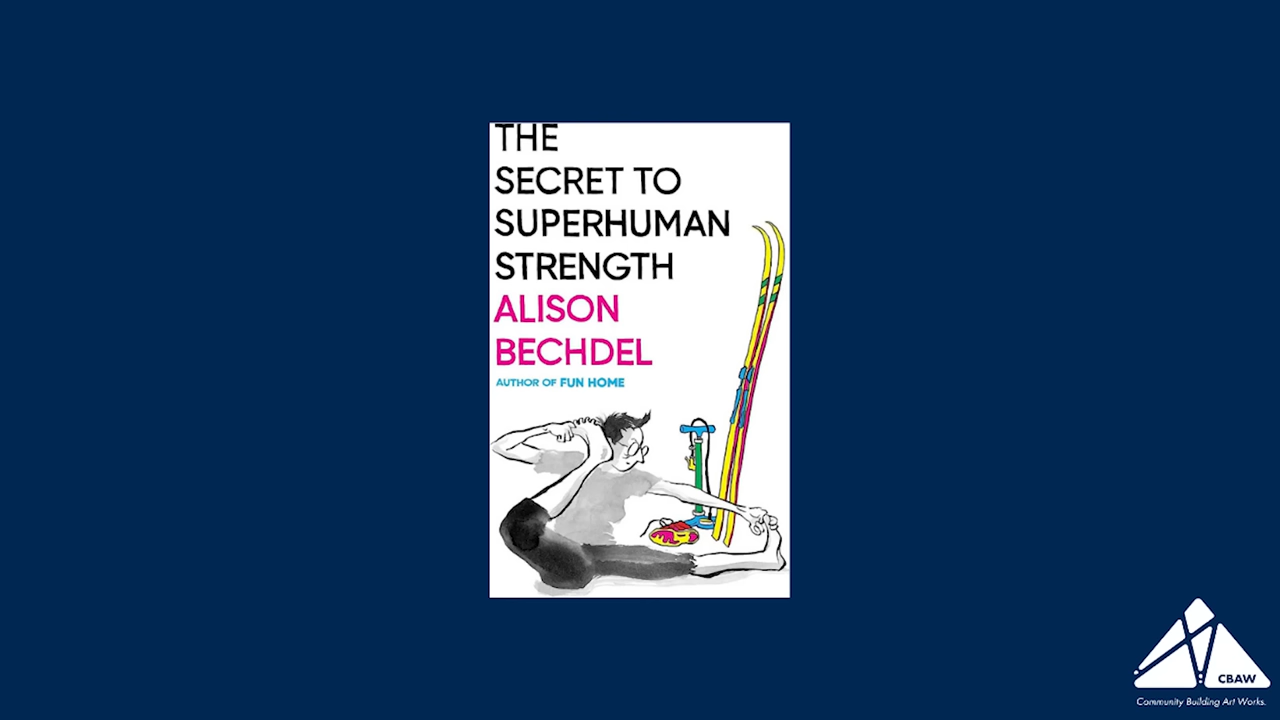 THE
SECRET TO
SUPERHUMAN
STRENGTH
ALISON
BECHDEL
AUTHOR OF FUN HOME
CBAW
Community Building Art Works.